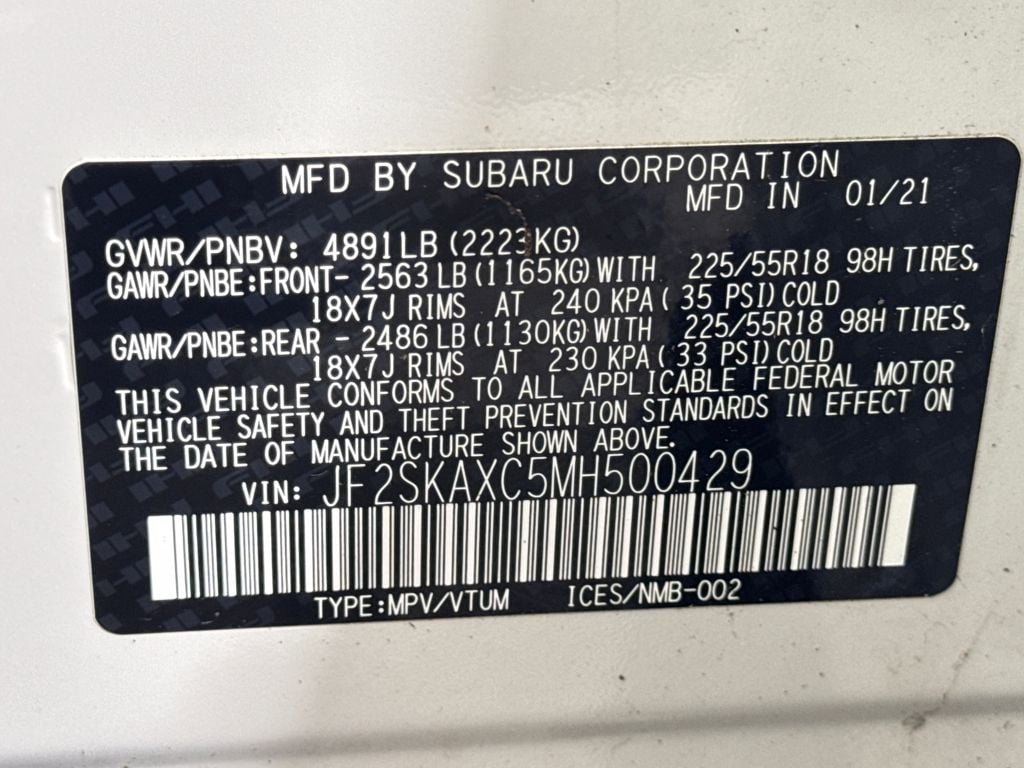 MFD BY SUBARU CORPORATION
MFD IN 01/21
GVWR/PNBV: 4891LB (2223KG)
GAWR/PNBE:FRONT- 2563 LB (1165KG) WITH 225/55R18 98H TIRES,
18X7J RIMS AT 240 KPA ( 35 PSI) COLD
GAWR/PNBE:REAR - 2486 LB (1130KG) WITH 225/55R18 98H TIRES,
18X7J RIMS AT 230 KPA ( 33 PSI) COLD
THIS VEHICLE CONFORMS TO ALL APPLICABLE FEDERAL MOTOR
VEHICLE SAFETY AND THEFT PREVENTION STANDARDS IN EFFECT ON
THE DATE OF MANUFACTURE SHOWN ABOVE.
VIN: JF2SKAXC5MH500429
TYPE:MPV/VTUM ICES/NMB-002